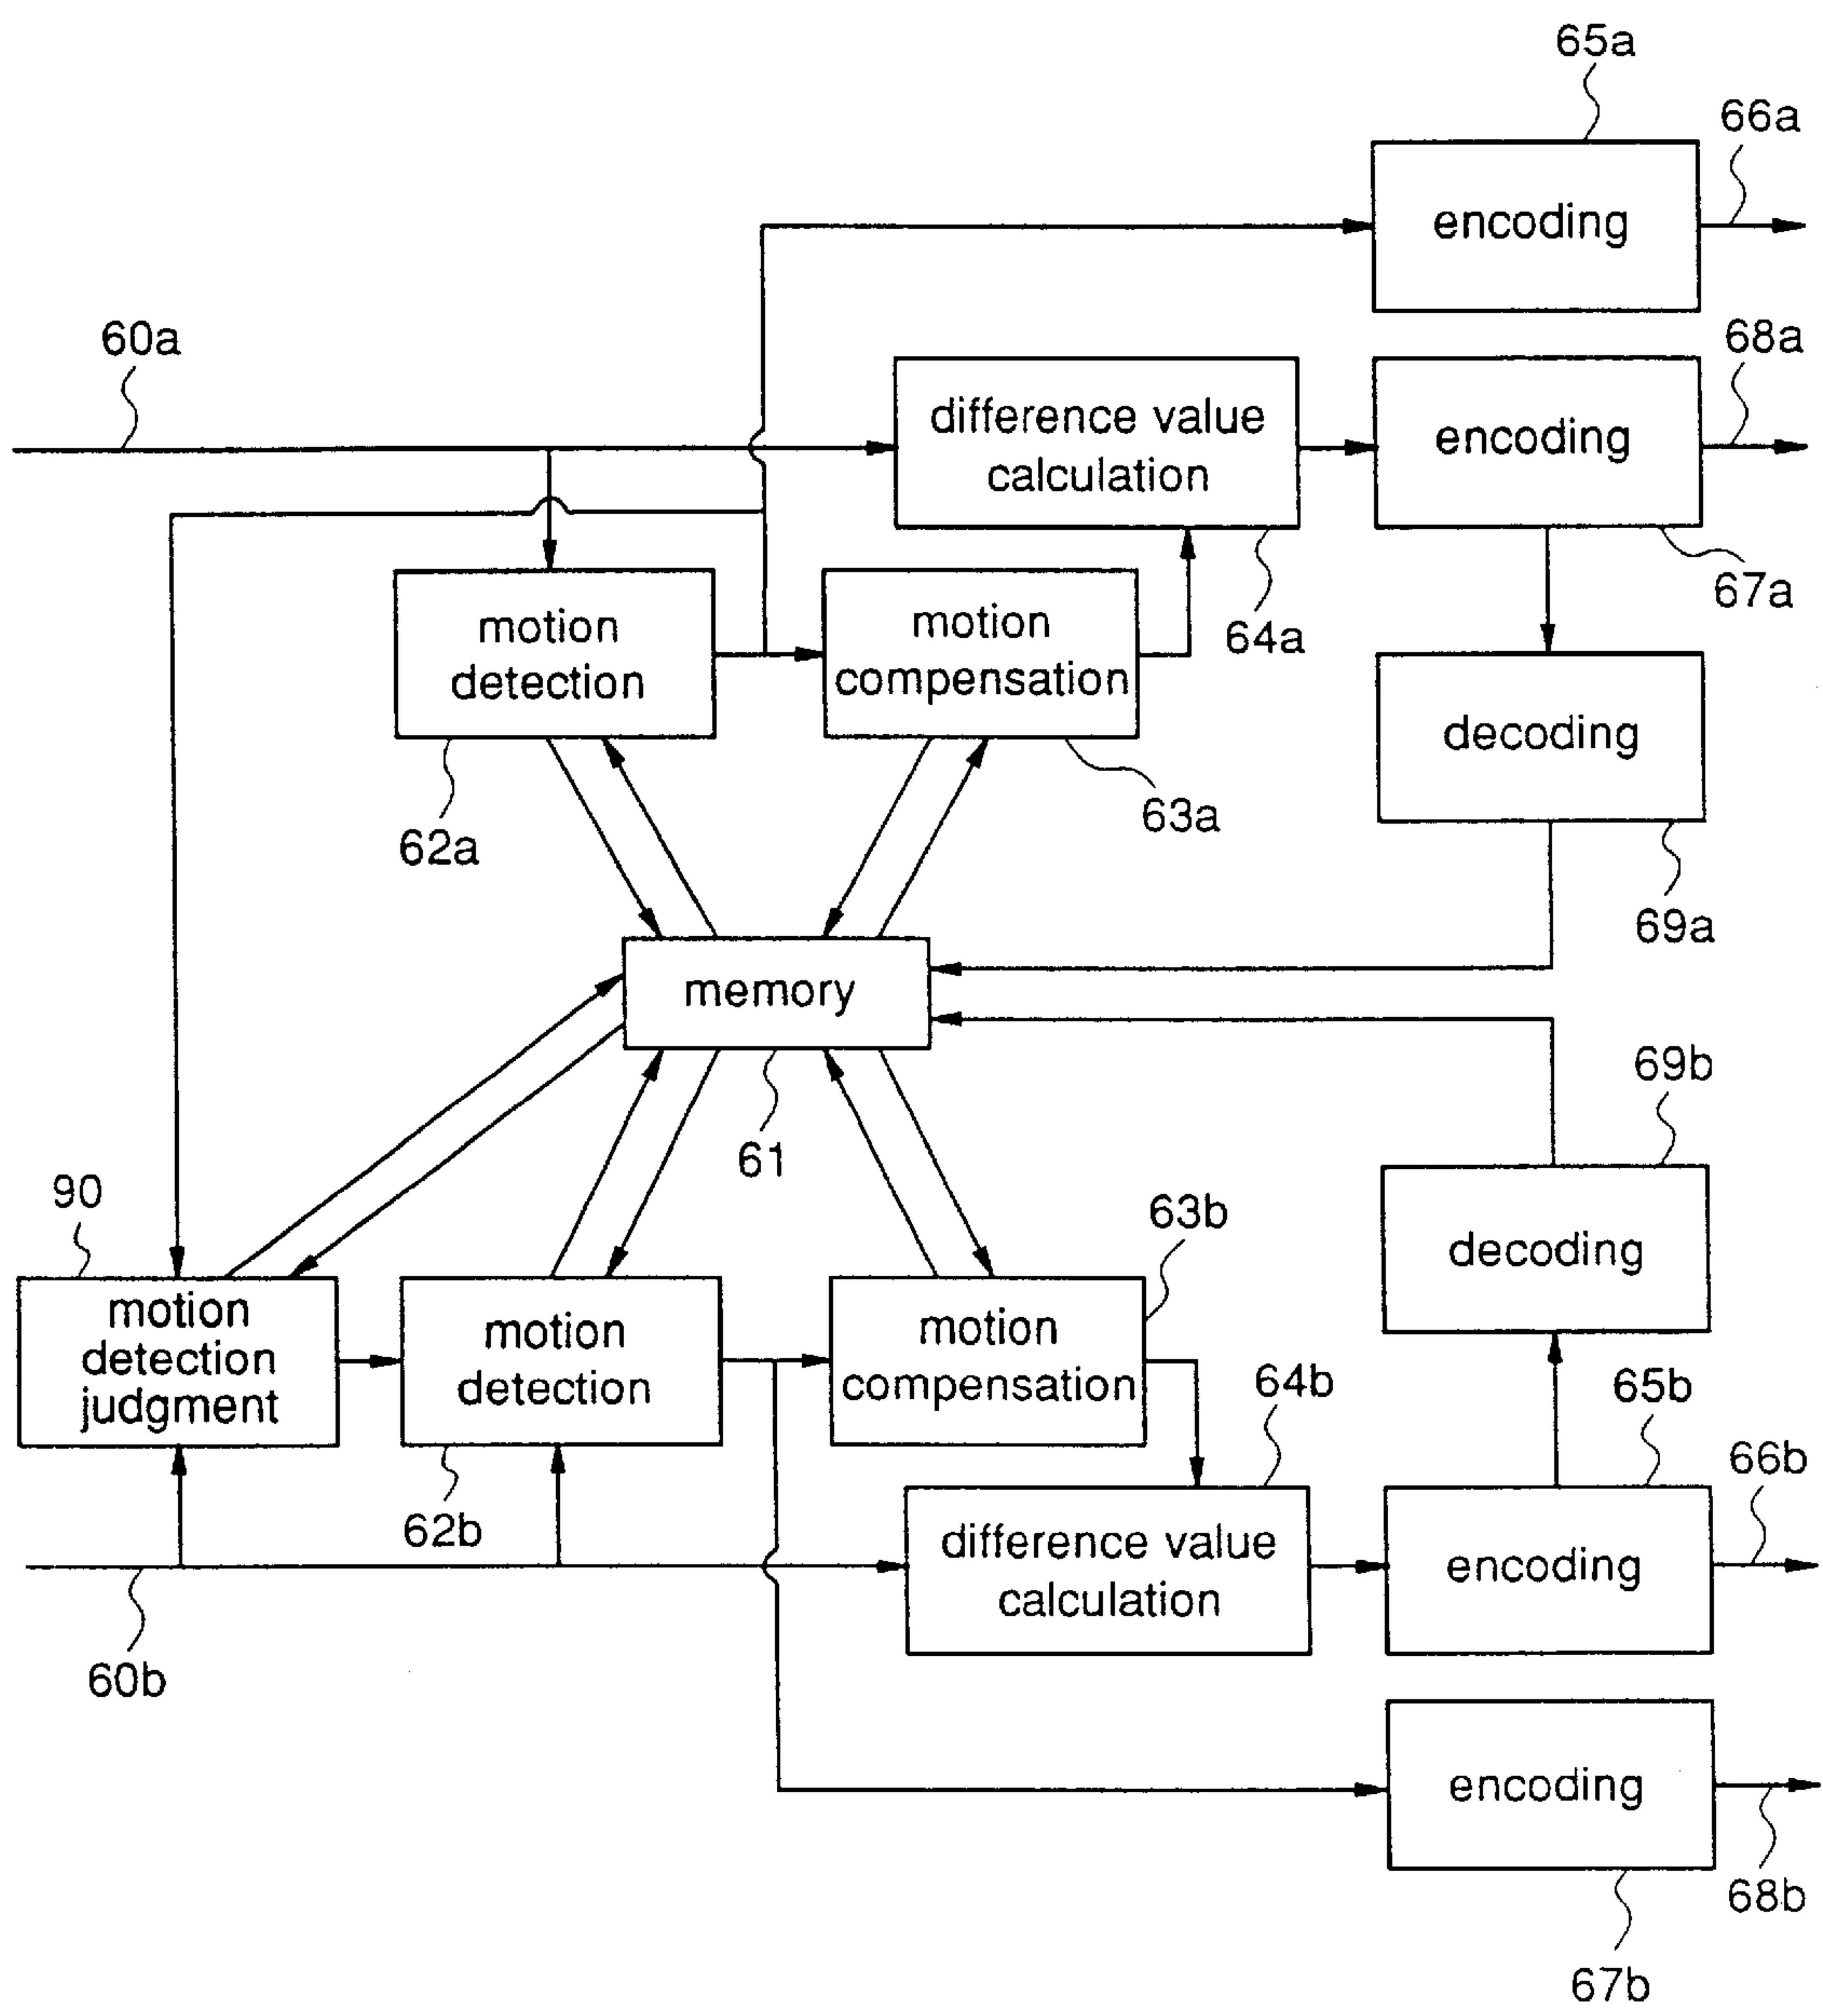 65a
66a
encoding
60a
68a
difference value
calculation
encoding
67a
64a
motion
detection
motion
compensation
decoding
62a
63a
69a
memory
61
69b
90
63b
decoding
motion
detection
judgment
motion
detection
motion
compensation
64b
65b
66b
62b
difference value
calculation
encoding
60b
encoding
68b
67b